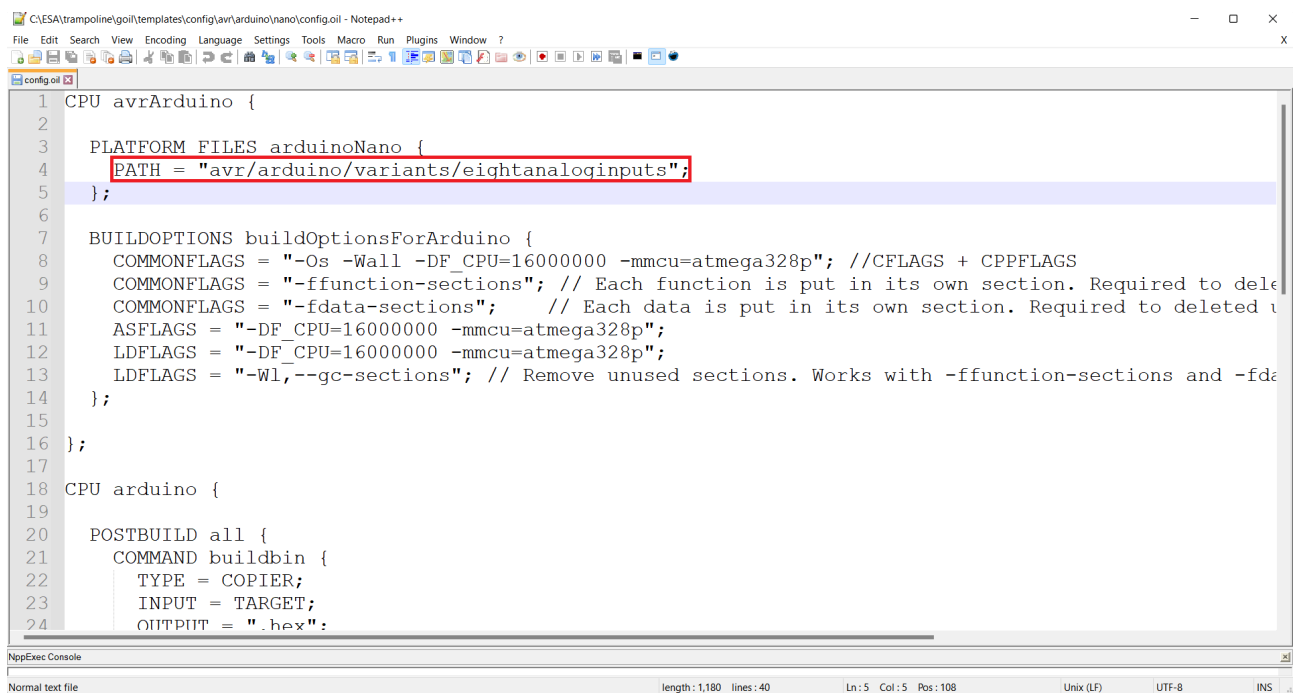 C:\ESA\trampoline\goil\templates\config\avr\arduino\nano\config.oil - Notepad++
File Edit Search View Encoding Language Settings Tools Macro Run Plugins Window ? X
config.oil
1 CPU avrArduino {
2
3 PLATFORM_FILES arduinoNano {
4 PATH = "avr/arduino/variants/eightanaloginputs";
5 };
6
7 BUILDOPTIONS buildOptionsForArduino {
8 COMMONFLAGS = "-Os -Wall -DF_CPU=16000000 -mmcu=atmega328p"; //CFLAGS + CPPFLAGS
9 COMMONFLAGS = "-ffunction-sections"; // Each function is put in its own section. Required to dele
10 COMMONFLAGS = "-fdata-sections"; // Each data is put in its own section. Required to deleted u
11 ASFLAGS = "-DF_CPU=16000000 -mmcu=atmega328p";
12 LDFLAGS = "-DF_CPU=16000000 -mmcu=atmega328p";
13 LDFLAGS = "-Wl,--gc-sections"; // Remove unused sections. Works with -ffunction-sections and -fda
14 };
15
16 };
17
18 CPU arduino {
19
20 POSTBUILD all {
21 COMMAND buildbin {
22 TYPE = COPIER;
23 INPUT = TARGET;
24 OUTPUT = ".hex";
NppExec Console
Normal text file length : 1,180 lines : 40 Ln : 5 Col : 5 Pos : 108 Unix (LF) UTF-8 INS